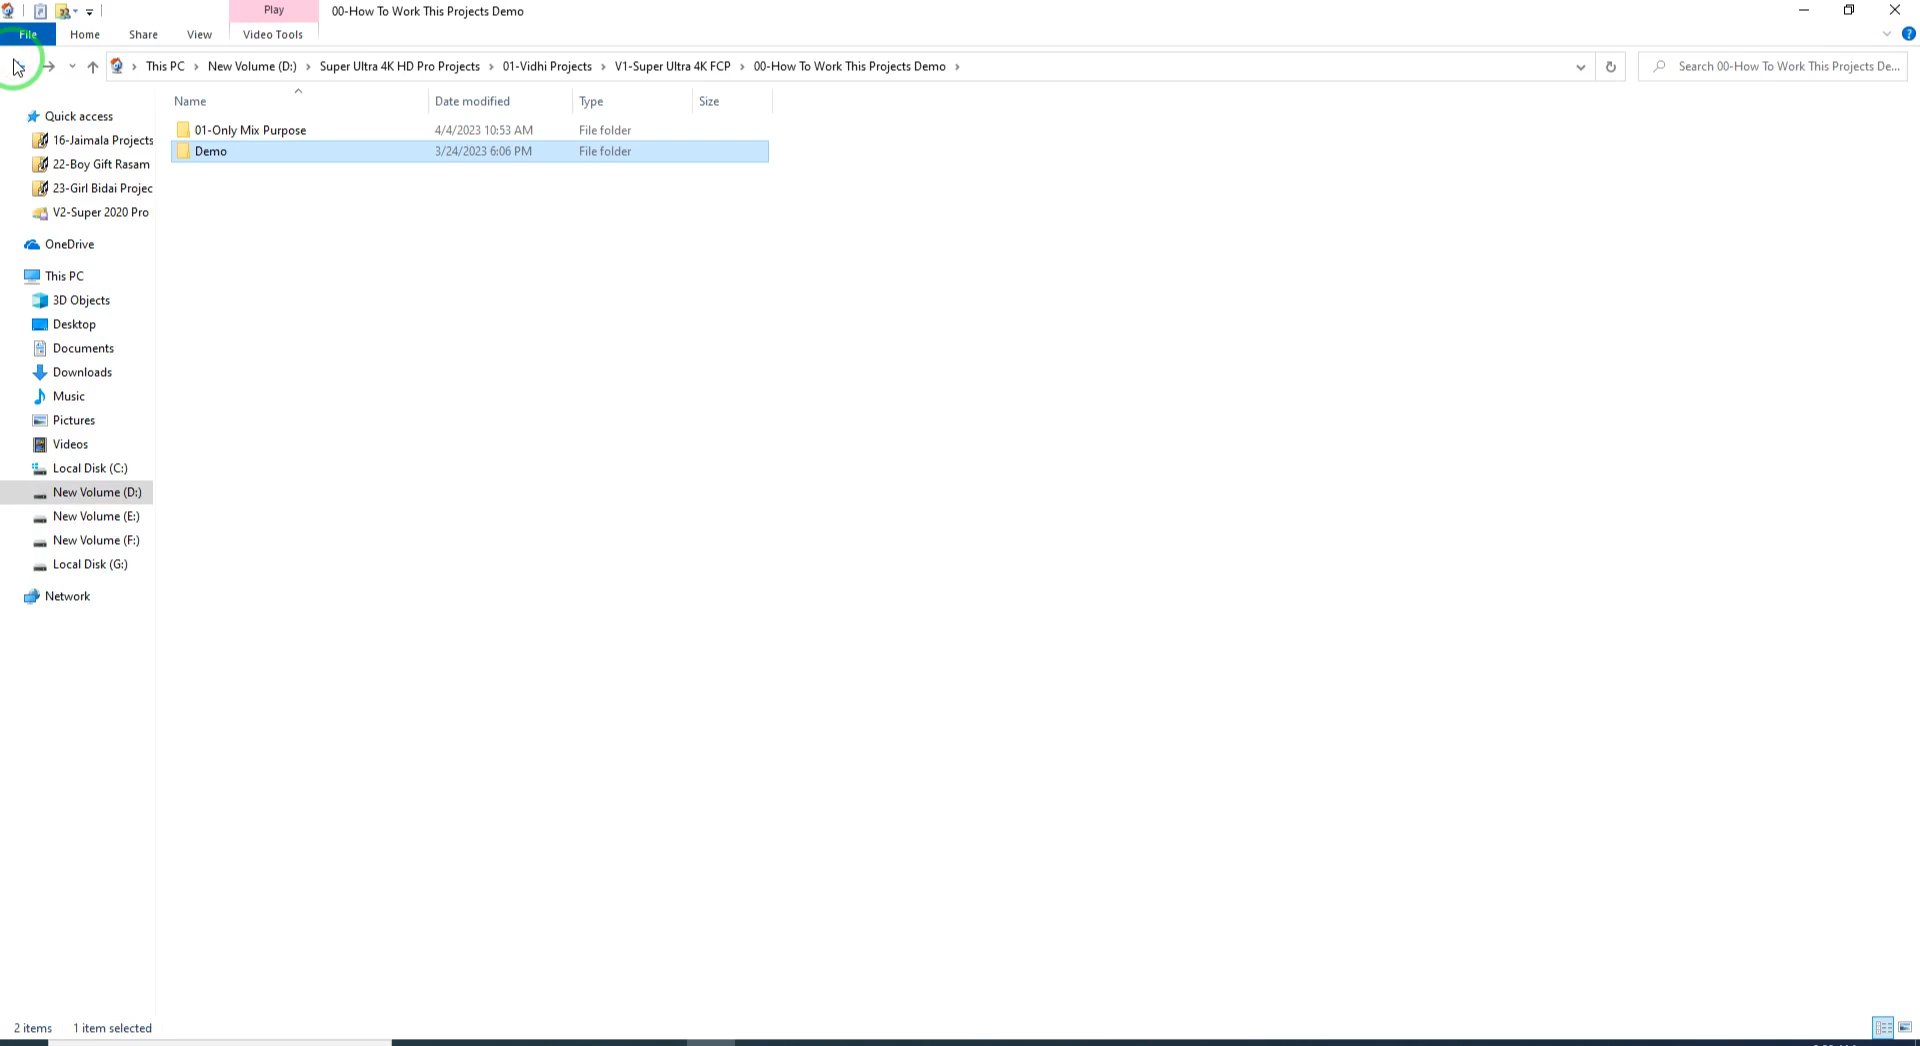 Play
00-How To Work This Projects Demo
File
Home
Share
View
Video Tools
This PC
New Volume (D:)
Super Ultra 4K HD Pro Projects
01-Vidhi Projects
V1-Super Ultra 4K FCP
00-How To Work This Projects Demo
Search 00-How To Work This Projects De...
Name
Date modified
Type
Size
01-Only Mix Purpose
4/4/2023 10:53 AM
File folder
Demo
3/24/2023 6:06 PM
File folder
Quick access
16-Jaimala Projects
22-Boy Gift Rasam
23-Girl Bidai Projec
V2-Super 2020 Pro
OneDrive
This PC
3D Objects
Desktop
Documents
Downloads
Music
Pictures
Videos
Local Disk (C:)
New Volume (D:)
New Volume (E:)
New Volume (F:)
Local Disk (G:)
Network
2 items
1 item selected